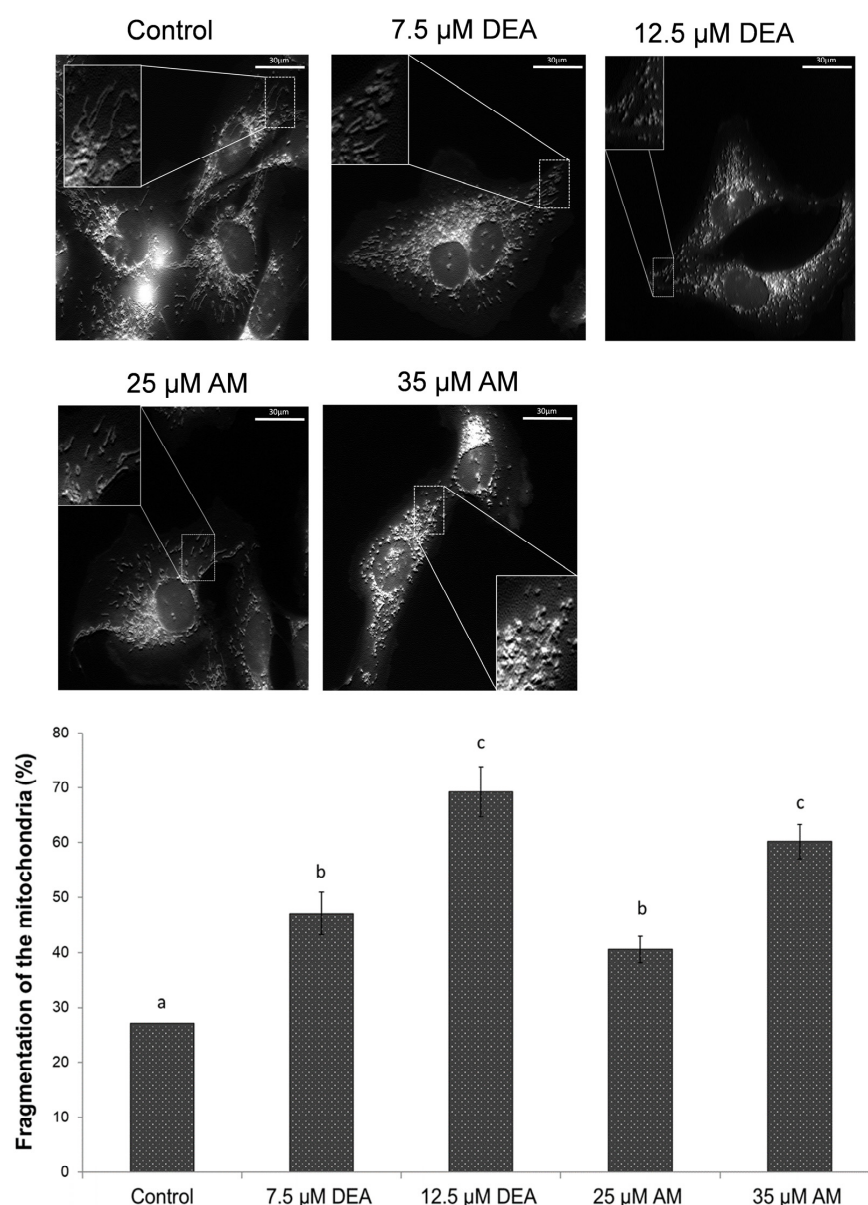 Control 7.5 µM DEA 12.5 µM DEA
30µm 30µm 30µm
25 µM AM 35 µM AM
30µm 30µm
Fragmentation of the mitochondria (%)
80
70
60
50
40
30
20
10
0
a
b
c
b
c
Control 7.5 µM DEA 12.5 µM DEA 25 µM AM 35 µM AM